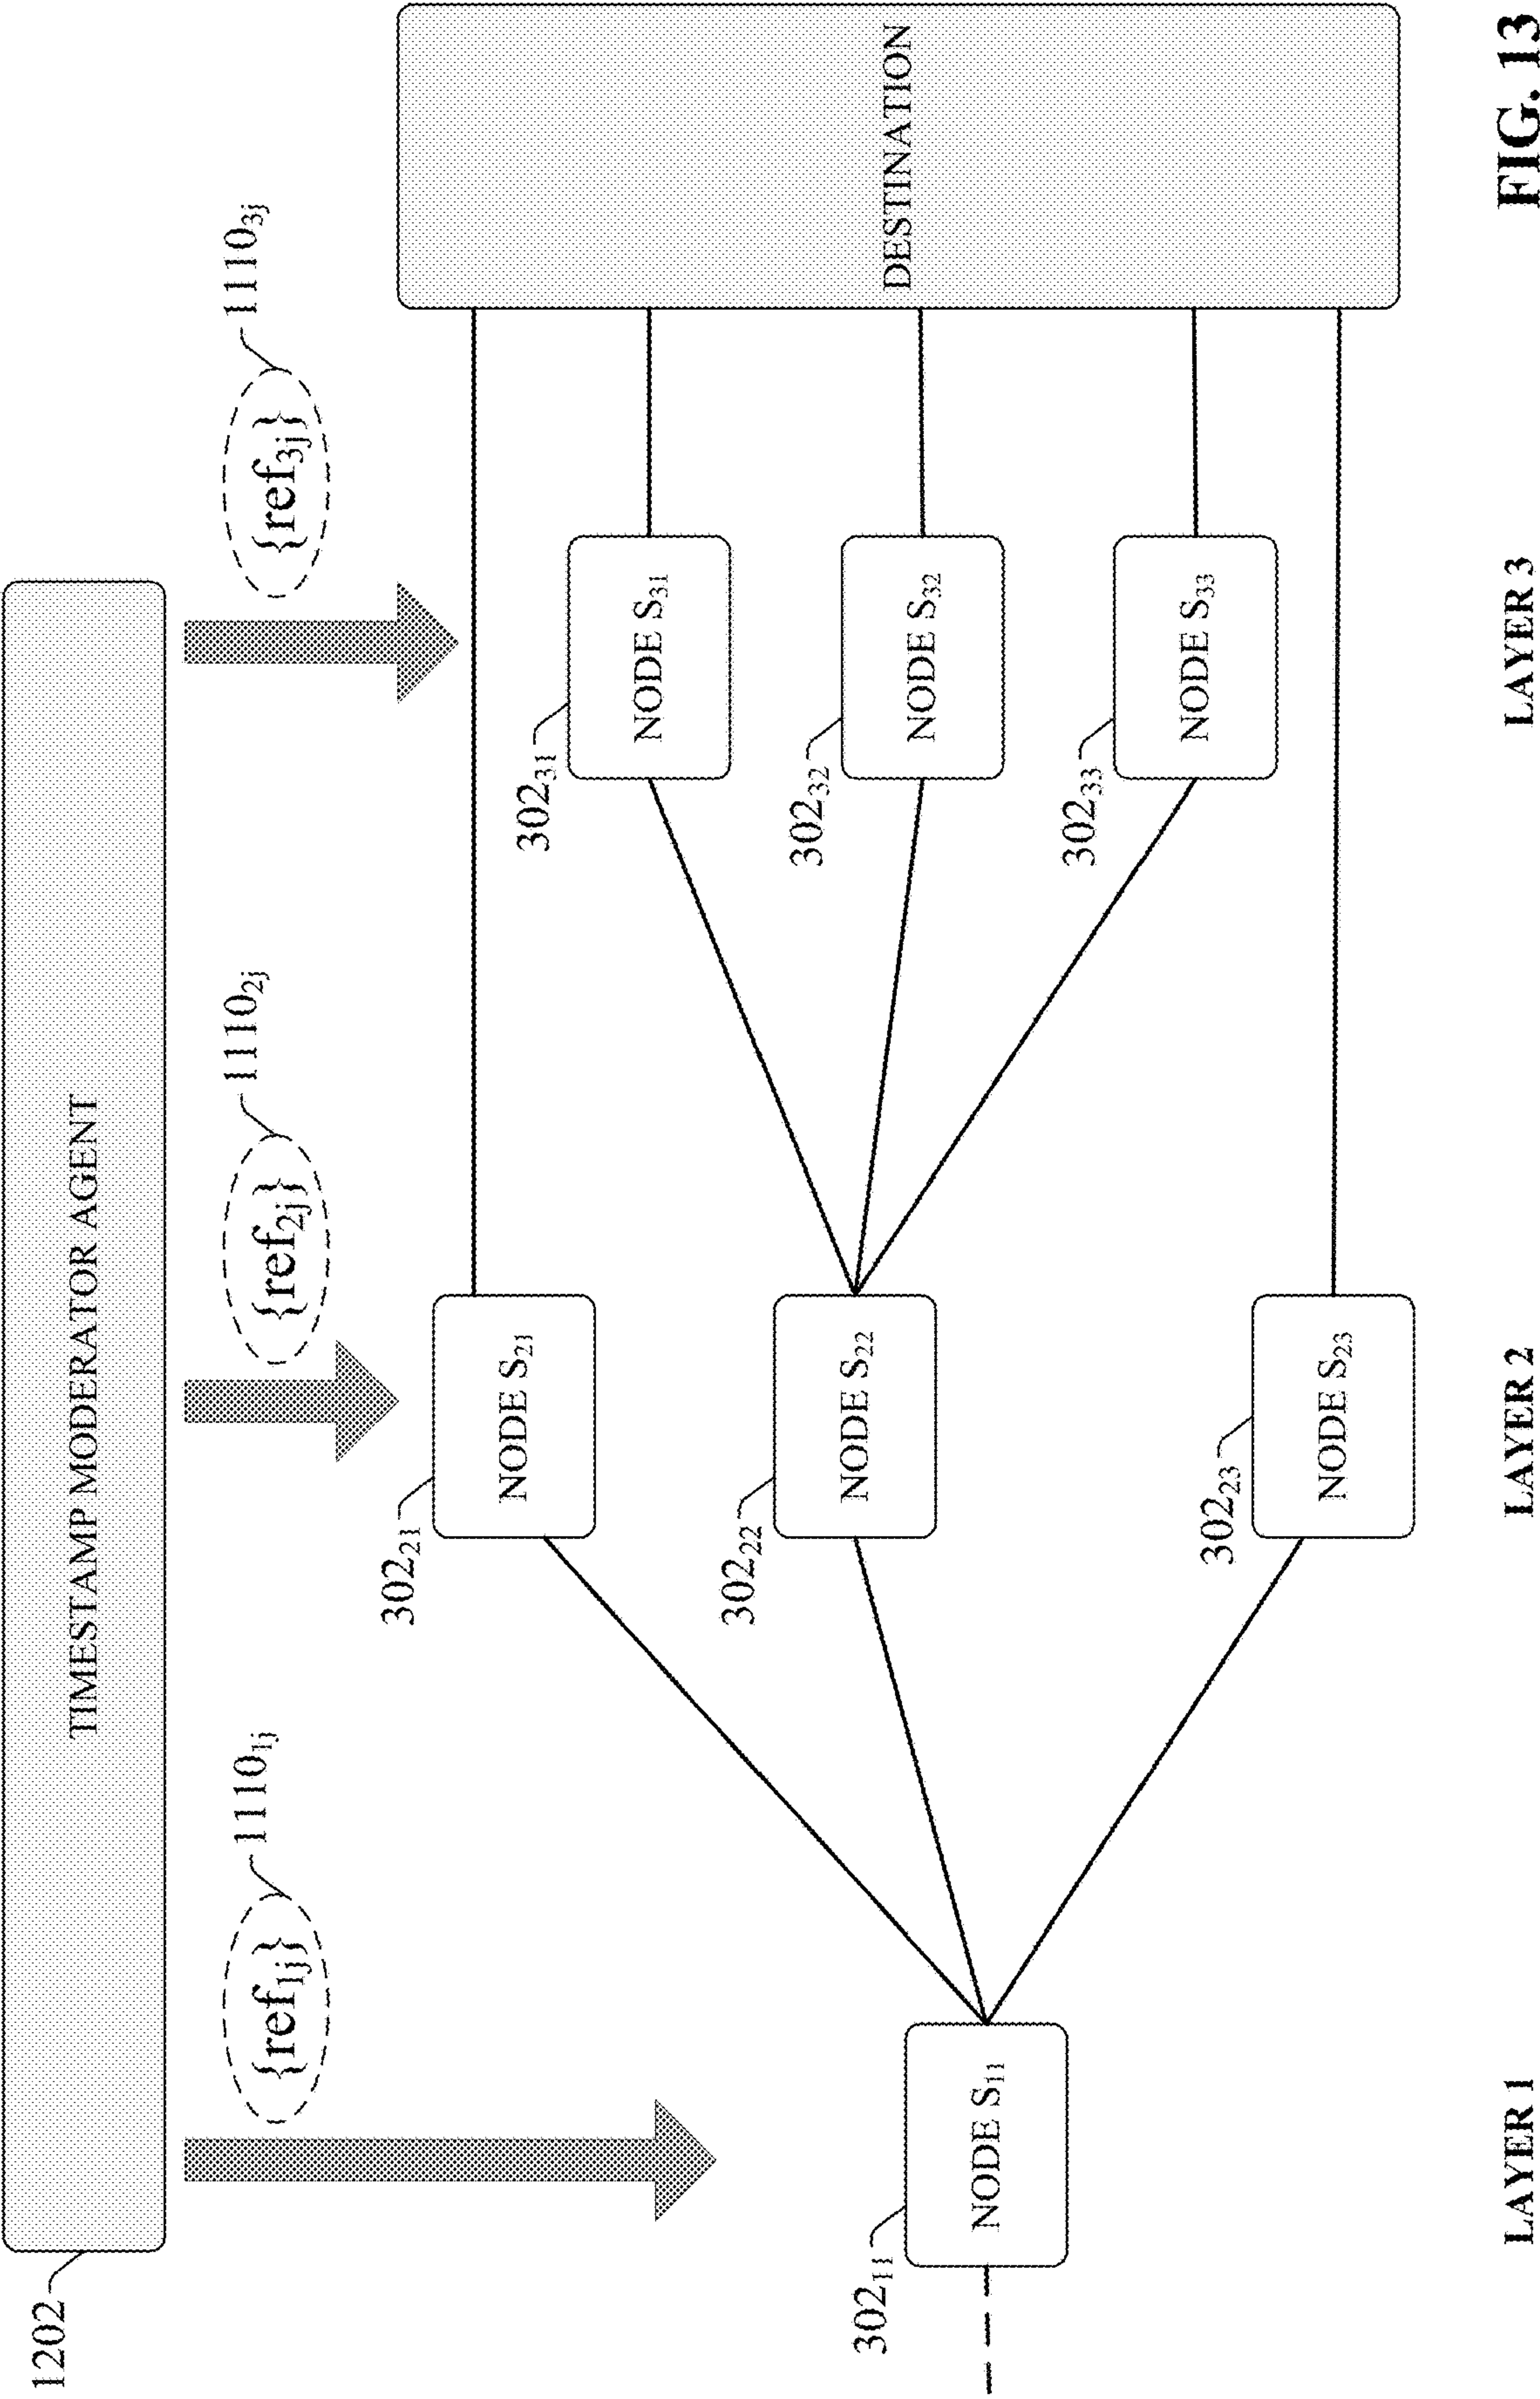 1202
TIMESTAMP MODERATOR AGENT
{ref₁ⱼ}
1110₁ⱼ
{ref₂ⱼ}
1110₂ⱼ
{ref₃ⱼ}
1110₃ⱼ
302₂₁
NODE S₂₁
302₃₁
NODE S₃₁
302₂₂
NODE S₂₂
302₃₂
NODE S₃₂
302₁₁
NODE S₁₁
302₃₃
NODE S₃₃
302₂₃
NODE S₂₃
DESTINATION
LAYER 1
LAYER 2
LAYER 3
FIG. 13